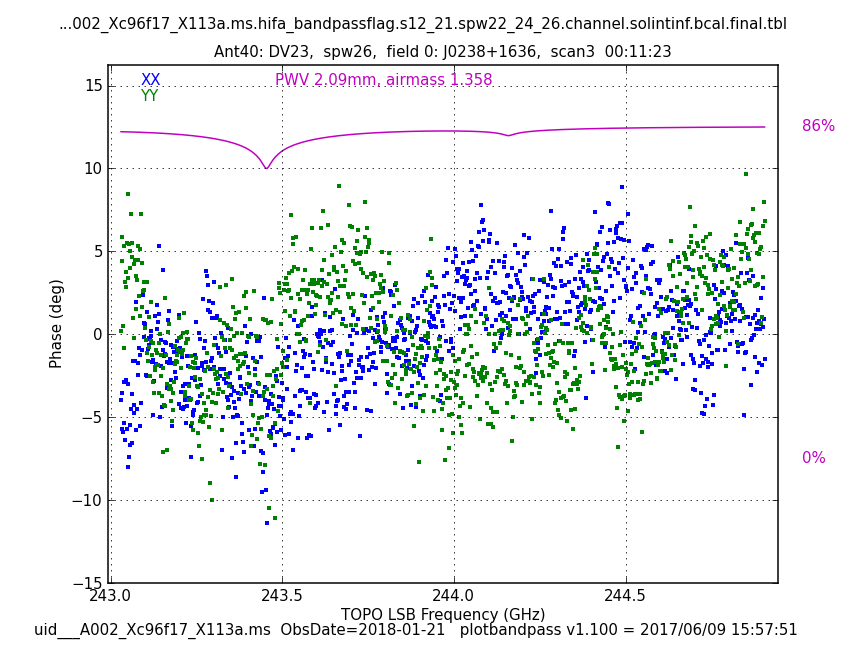 ...002_Xc96f17_X113a.ms.hifa_bandpassflag.s12_21.spw22_24_26.channel.solintinf.bcal.final.tbl
Ant40: DV23, spw26, field 0: J0238+1636, scan3 00:11:23
XX
YY
PWV 2.09mm, airmass 1.358
86%
0%
15
10
5
0
−5
−10
−15
Phase (deg)
243.0 243.5 244.0 244.5
TOPO LSB Frequency (GHz)
uid___A002_Xc96f17_X113a.ms ObsDate=2018-01-21 plotbandpass v1.100 = 2017/06/09 15:57:51